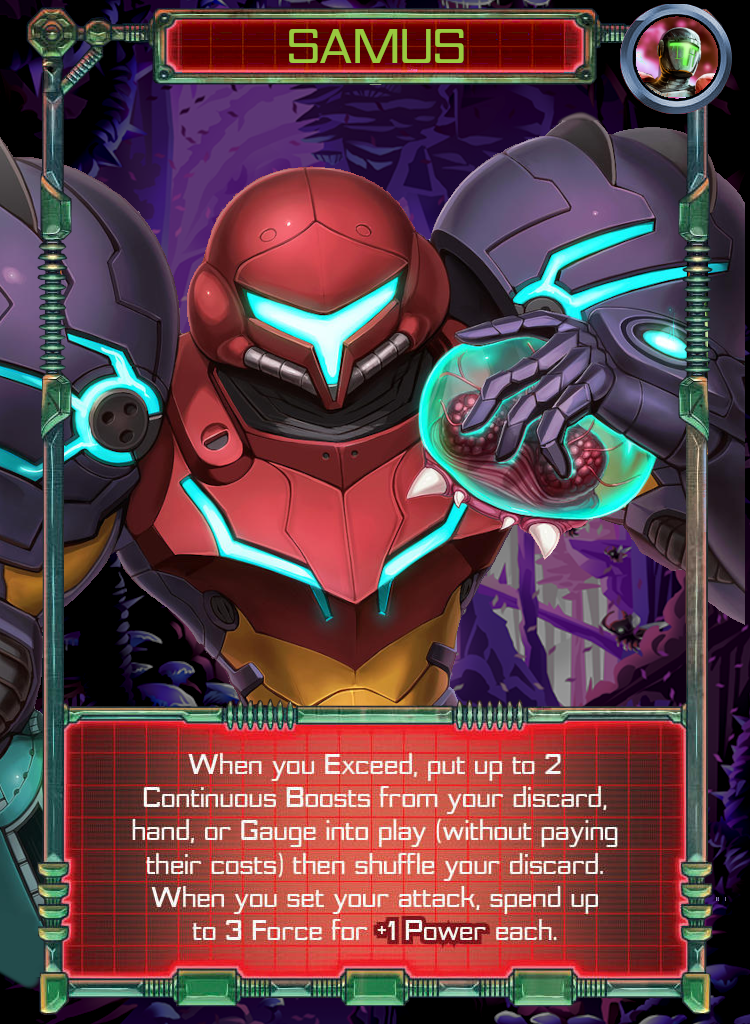 SAMUS
When you Exceed, put up to 2
Continuous Boosts from your discard,
hand, or Gauge into play (without paying
their costs) then shuffle your discard.
When you set your attack, spend up
to 3 Force for +1 Power each.